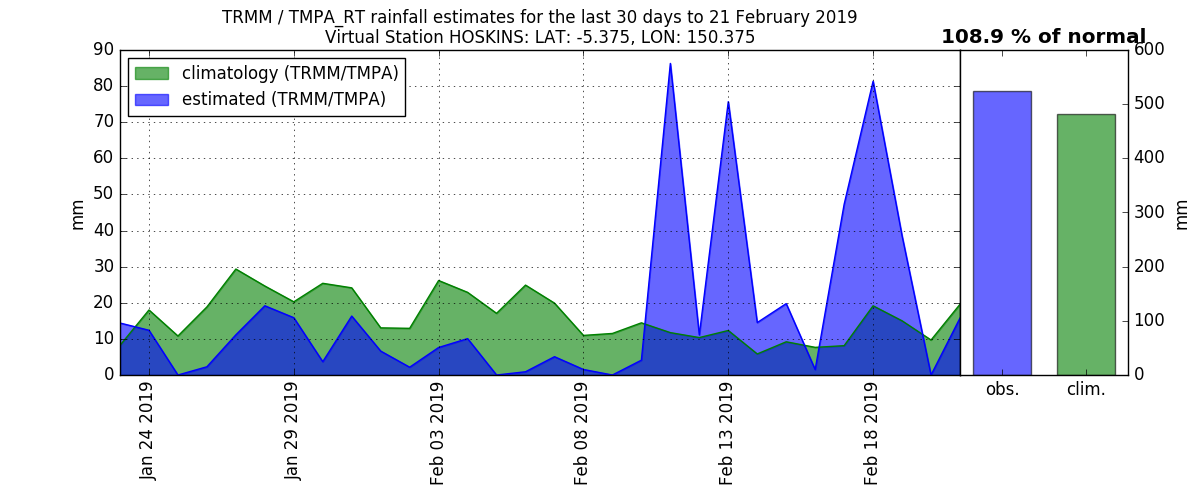 TRMM / TMPA_RT rainfall estimates for the last 30 days to 21 February 2019
Virtual Station HOSKINS: LAT: -5.375, LON: 150.375
108.9 % of normal
climatology (TRMM/TMPA)
estimated (TRMM/TMPA)
90
80
70
60
50
40
30
20
10
0
mm
Jan 24 2019
Jan 29 2019
Feb 03 2019
Feb 08 2019
Feb 13 2019
Feb 18 2019
600
500
400
300
200
100
0
mm
obs.
clim.